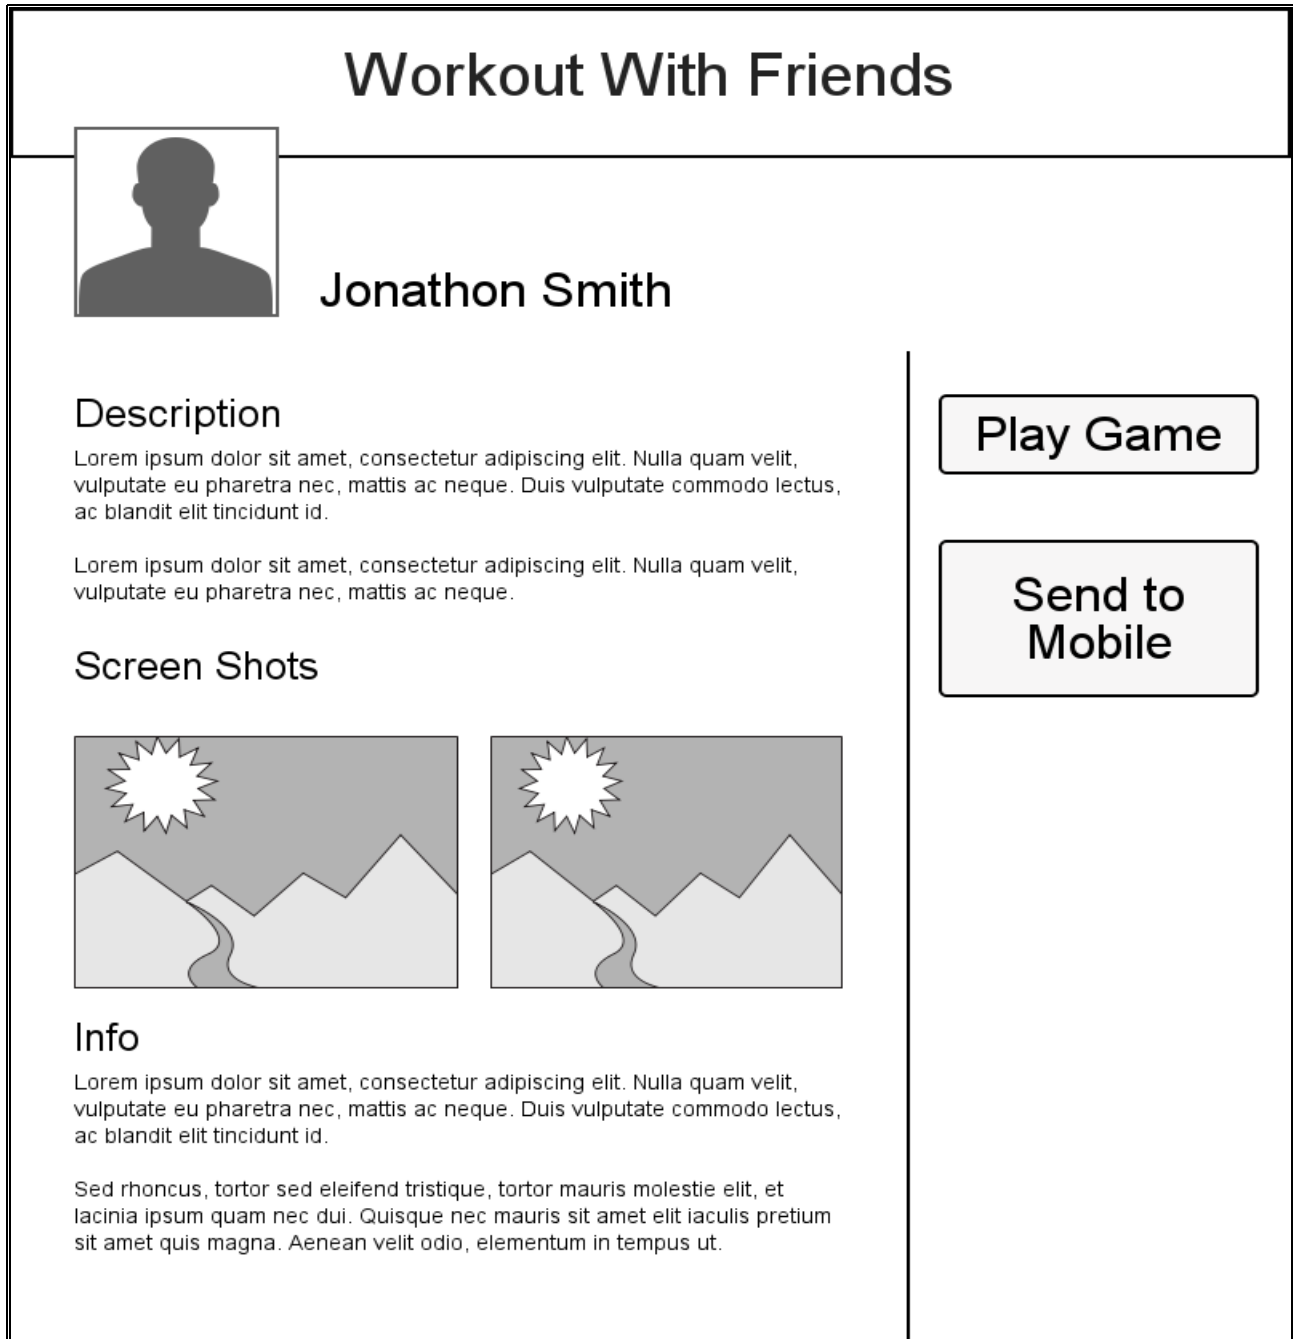 Workout With Friends
Jonathon Smith
Description
Lorem ipsum dolor sit amet, consectetur adipiscing elit. Nulla quam velit,
vulputate eu pharetra nec, mattis ac neque. Duis vulputate commodo lectus,
ac blandit elit tincidunt id.
Lorem ipsum dolor sit amet, consectetur adipiscing elit. Nulla quam velit,
vulputate eu pharetra nec, mattis ac neque.
Screen Shots
Info
Lorem ipsum dolor sit amet, consectetur adipiscing elit. Nulla quam velit,
vulputate eu pharetra nec, mattis ac neque. Duis vulputate commodo lectus,
ac blandit elit tincidunt id.
Sed rhoncus, tortor sed eleifend tristique, tortor mauris molestie elit, et
lacinia ipsum quam nec dui. Quisque nec mauris sit amet elit iaculis pretium
sit amet quis magna. Aenean velit odio, elementum in tempus ut.
Play Game
Send to
Mobile